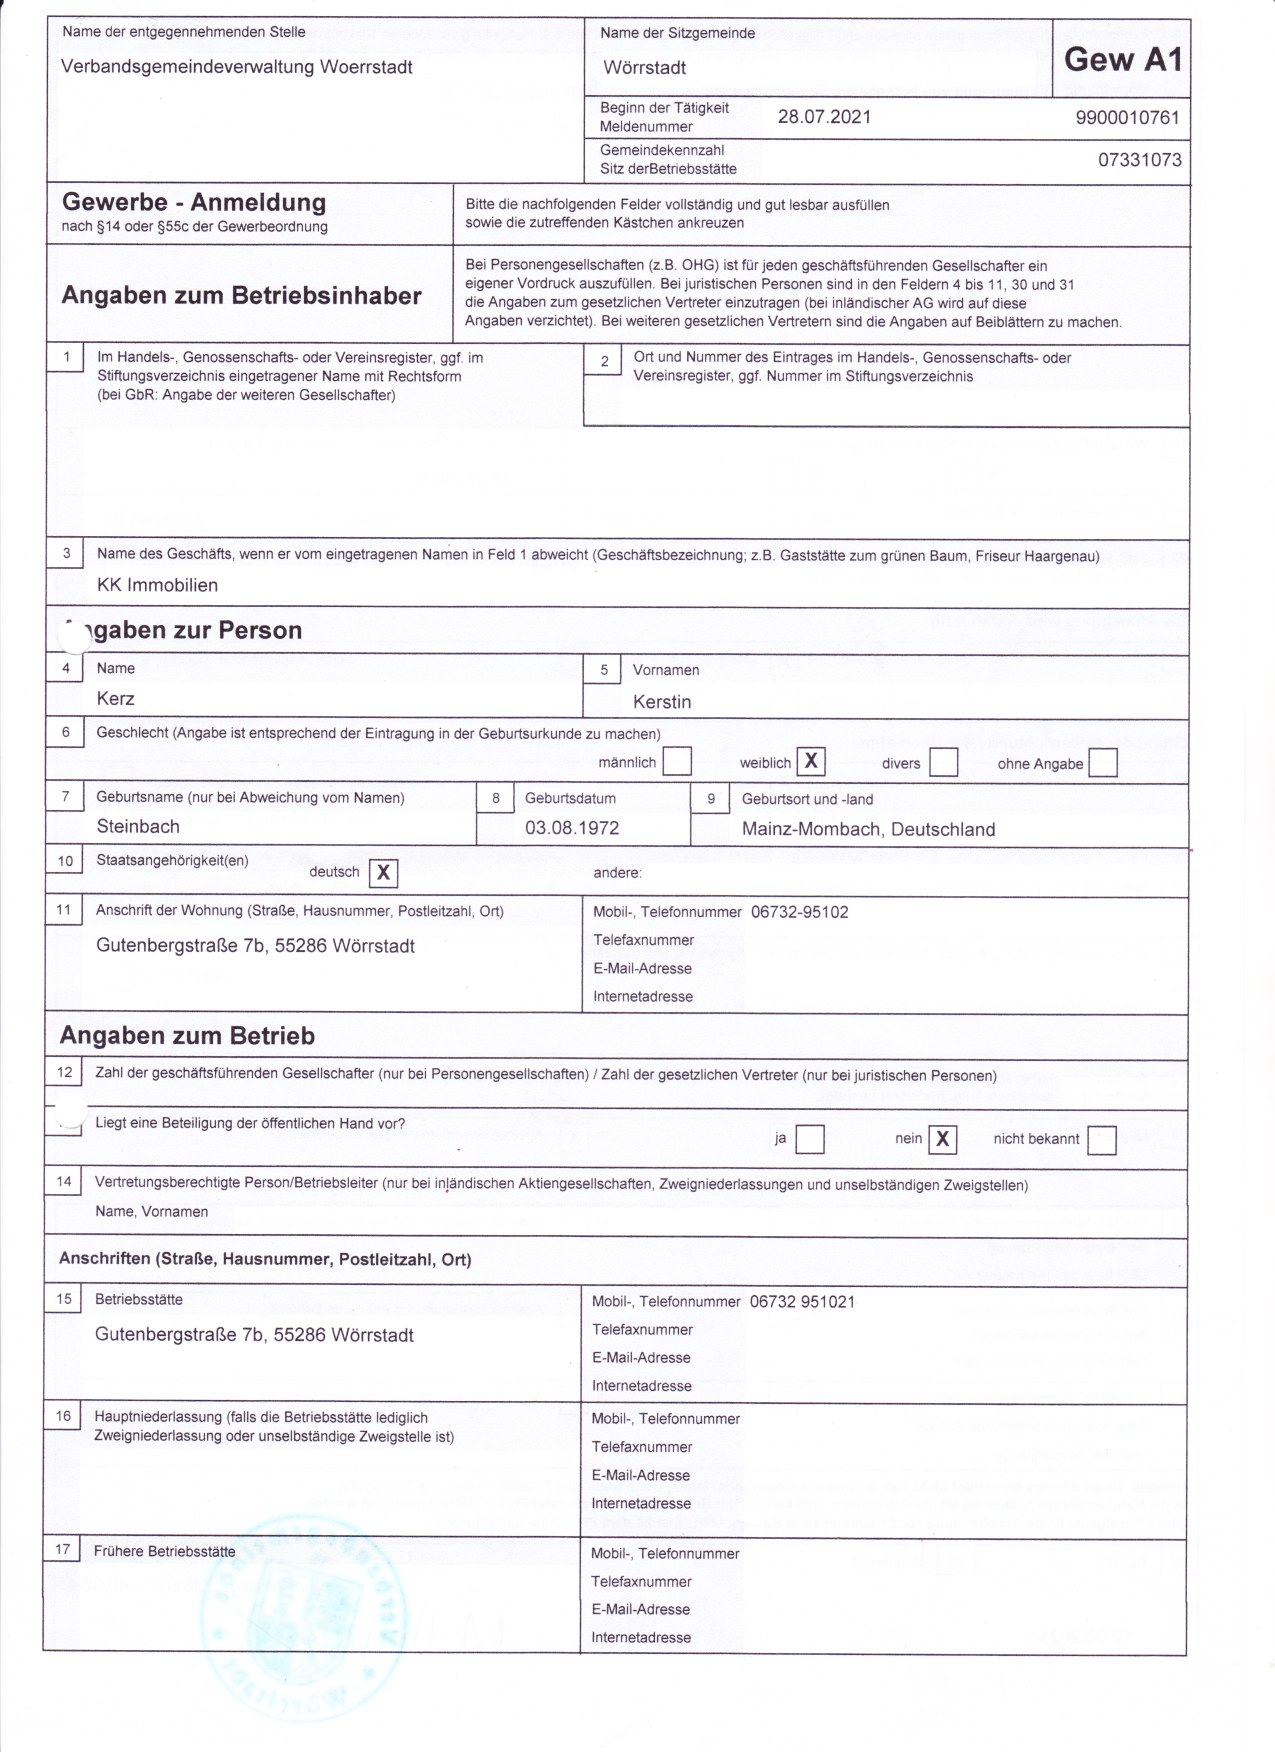 Name der entgegennehmenden Stelle
Verbandsgemeindeverwaltung Woerrstadt
Name der Sitzgemeinde
Wörrstadt
Gew A1
Beginn der Tätigkeit
Meldenummer
28.07.2021
9900010761
Gemeindekennzahl
Sitz derBetriebsstätte
07331073
Gewerbe - Anmeldung
nach §14 oder §55c der Gewerbeordnung
Bitte die nachfolgenden Felder vollständig und gut lesbar ausfüllen
sowie die zutreffenden Kästchen ankreuzen
Angaben zum Betriebsinhaber
Bei Personengesellschaften (z.B. OHG) ist für jeden geschäftsführenden Gesellschafter ein
eigener Vordruck auszufüllen. Bei juristischen Personen sind in den Feldern 4 bis 11, 30 und 31
die Angaben zum gesetzlichen Vertreter einzutragen (bei inländischer AG wird auf diese
Angaben verzichtet). Bei weiteren gesetzlichen Vertretern sind die Angaben auf Beiblättern zu machen.
1 Im Handels-, Genossenschafts- oder Vereinsregister, ggf. im
Stiftungsverzeichnis eingetragener Name mit Rechtsform
(bei GbR: Angabe der weiteren Gesellschafter)
2 Ort und Nummer des Eintrages im Handels-, Genossenschafts- oder
Vereinsregister, ggf. Nummer im Stiftungsverzeichnis
3 Name des Geschäfts, wenn er vom eingetragenen Namen in Feld 1 abweicht (Geschäftsbezeichnung; z.B. Gaststätte zum grünen Baum, Friseur Haargenau)
KK Immobilien
Angaben zur Person
4 Name
Kerz
5 Vornamen
Kerstin
6 Geschlecht (Angabe ist entsprechend der Eintragung in der Geburtsurkunde zu machen)
männlich weiblich X divers ohne Angabe
7 Geburtsname (nur bei Abweichung vom Namen)
Steinbach
8 Geburtsdatum
03.08.1972
9 Geburtsort und -land
Mainz-Mombach, Deutschland
10 Staatsangehörigkeit(en)
deutsch X andere:
11 Anschrift der Wohnung (Straße, Hausnummer, Postleitzahl, Ort)
Gutenbergstraße 7b, 55286 Wörrstadt
Mobil-, Telefonnummer 06732-95102
Telefaxnummer
E-Mail-Adresse
Internetadresse
Angaben zum Betrieb
12 Zahl der geschäftsführenden Gesellschafter (nur bei Personengesellschaften) / Zahl der gesetzlichen Vertreter (nur bei juristischen Personen)
Liegt eine Beteiligung der öffentlichen Hand vor?
ja nein X nicht bekannt
14 Vertretungsberechtigte Person/Betriebsleiter (nur bei inländischen Aktiengesellschaften, Zweigniederlassungen und unselbständigen Zweigstellen)
Name, Vornamen
Anschriften (Straße, Hausnummer, Postleitzahl, Ort)
15 Betriebsstätte
Gutenbergstraße 7b, 55286 Wörrstadt
Mobil-, Telefonnummer 06732 951021
Telefaxnummer
E-Mail-Adresse
Internetadresse
16 Hauptniederlassung (falls die Betriebsstätte lediglich
Zweigniederlassung oder unselbständige Zweigstelle ist)
Mobil-, Telefonnummer
Telefaxnummer
E-Mail-Adresse
Internetadresse
17 Frühere Betriebsstätte
Mobil-, Telefonnummer
Telefaxnummer
E-Mail-Adresse
Internetadresse